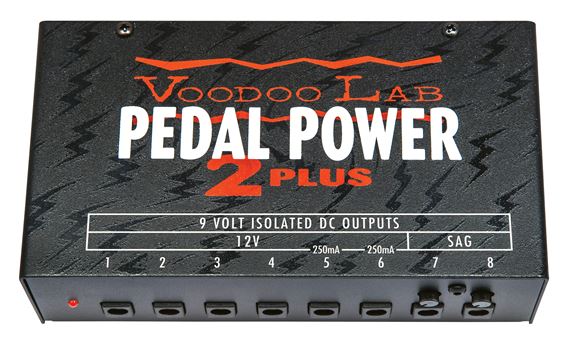 VOODOO LAB
PEDAL POWER
2 PLUS
9 VOLT ISOLATED DC OUTPUTS
12V 250mA 250mA SAG
1 2 3 4 5 6 7 8